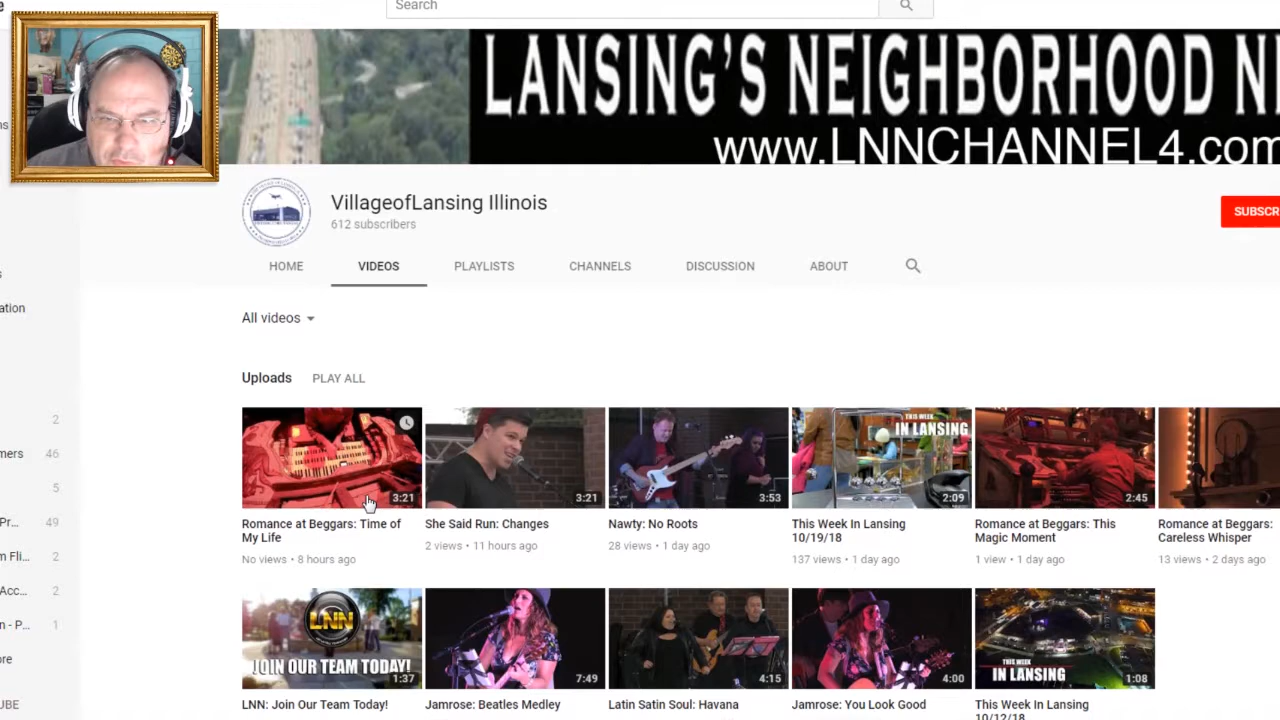 Search
LANSING'S NEIGHBORHOOD N
www.LNNCHANNEL4.com
VillageofLansing Illinois
612 subscribers
SUBSCR
HOME VIDEOS PLAYLISTS CHANNELS DISCUSSION ABOUT
ation
All videos
Uploads PLAY ALL
2
mers 46
5
Pr... 49
m Fli... 2
Acc... 2
n - P... 1
ore
UBE
3:21
3:21
3:53
THIS WEEK
IN LANSING
2:09
2:45
Romance at Beggars: Time of
My Life
No views • 8 hours ago
She Said Run: Changes
2 views • 11 hours ago
Nawty: No Roots
28 views • 1 day ago
This Week In Lansing
10/19/18
137 views • 1 day ago
Romance at Beggars: This
Magic Moment
1 view • 1 day ago
Romance at Beggars:
Careless Whisper
13 views • 2 days ago
LNN
JOIN OUR TEAM TODAY!
1:37
7:49
4:15
4:00
THIS WEEK
IN LANSING
1:08
LNN: Join Our Team Today!
Jamrose: Beatles Medley
Latin Satin Soul: Havana
Jamrose: You Look Good
This Week In Lansing
10/12/18